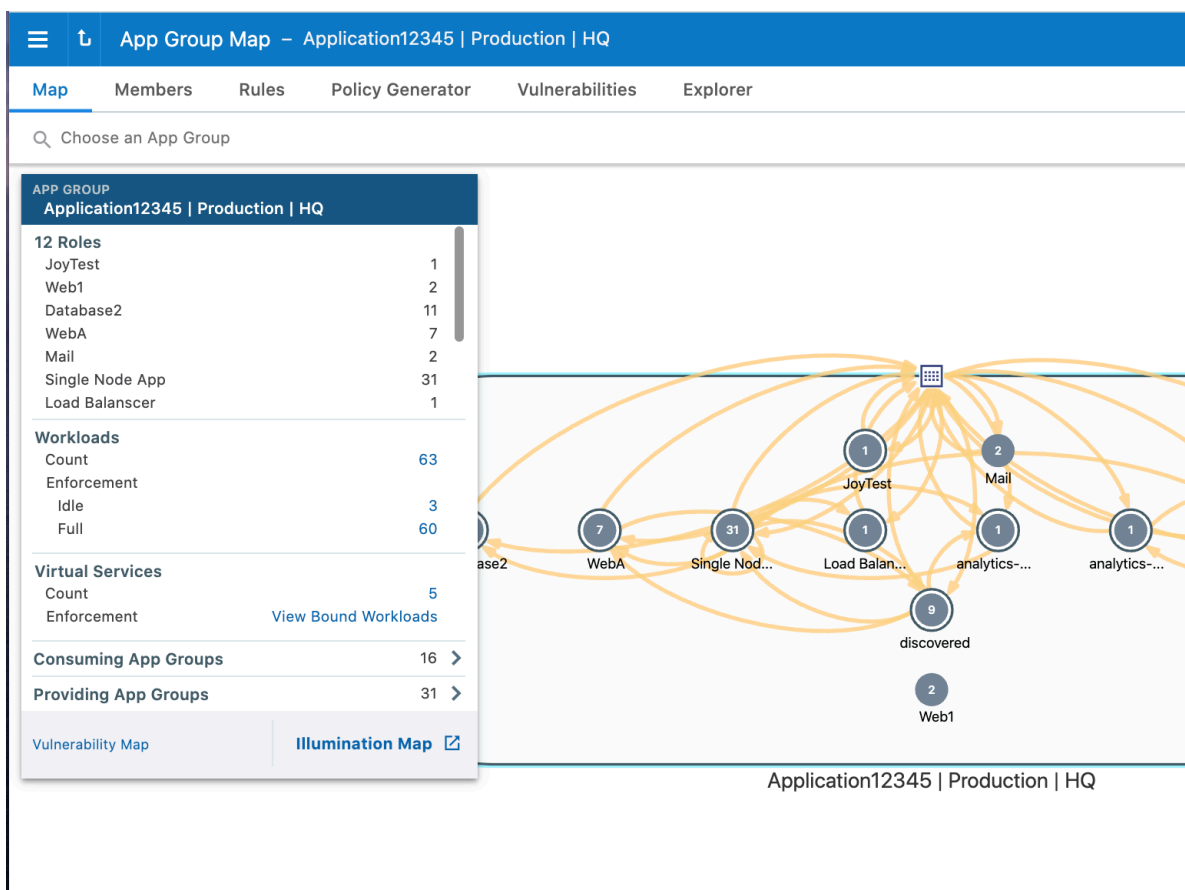 App Group Map – Application12345 | Production | HQ
Map Members Rules Policy Generator Vulnerabilities Explorer
Choose an App Group
APP GROUP
Application12345 | Production | HQ
12 Roles
JoyTest 1
Web1 2
Database2 11
WebA 7
Mail 2
Single Node App 31
Load Balanscer 1
Workloads
Count 63
Enforcement
Idle 3
Full 60
Virtual Services
Count 5
Enforcement View Bound Workloads
Consuming App Groups 16
Providing App Groups 31
Vulnerability Map Illumination Map
1 2
JoyTest Mail
7 31 1 1 1
ase2 WebA Single Nod... Load Balan... analytics-... analytics-...
9
discovered
2
Web1
Application12345 | Production | HQ